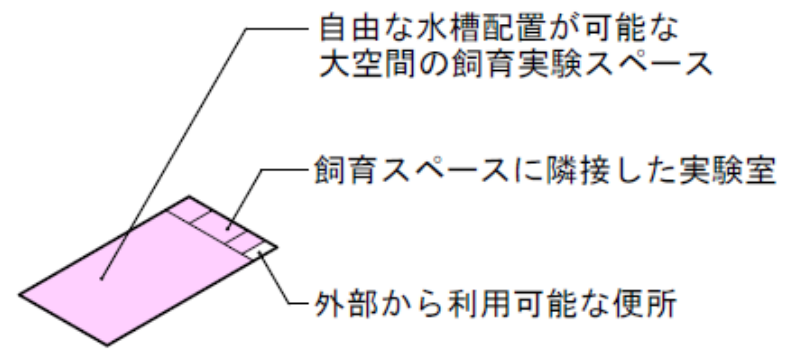 自由な水槽配置が可能な
大空間の飼育実験スペース
飼育スペースに隣接した実験室
外部から利用可能な便所